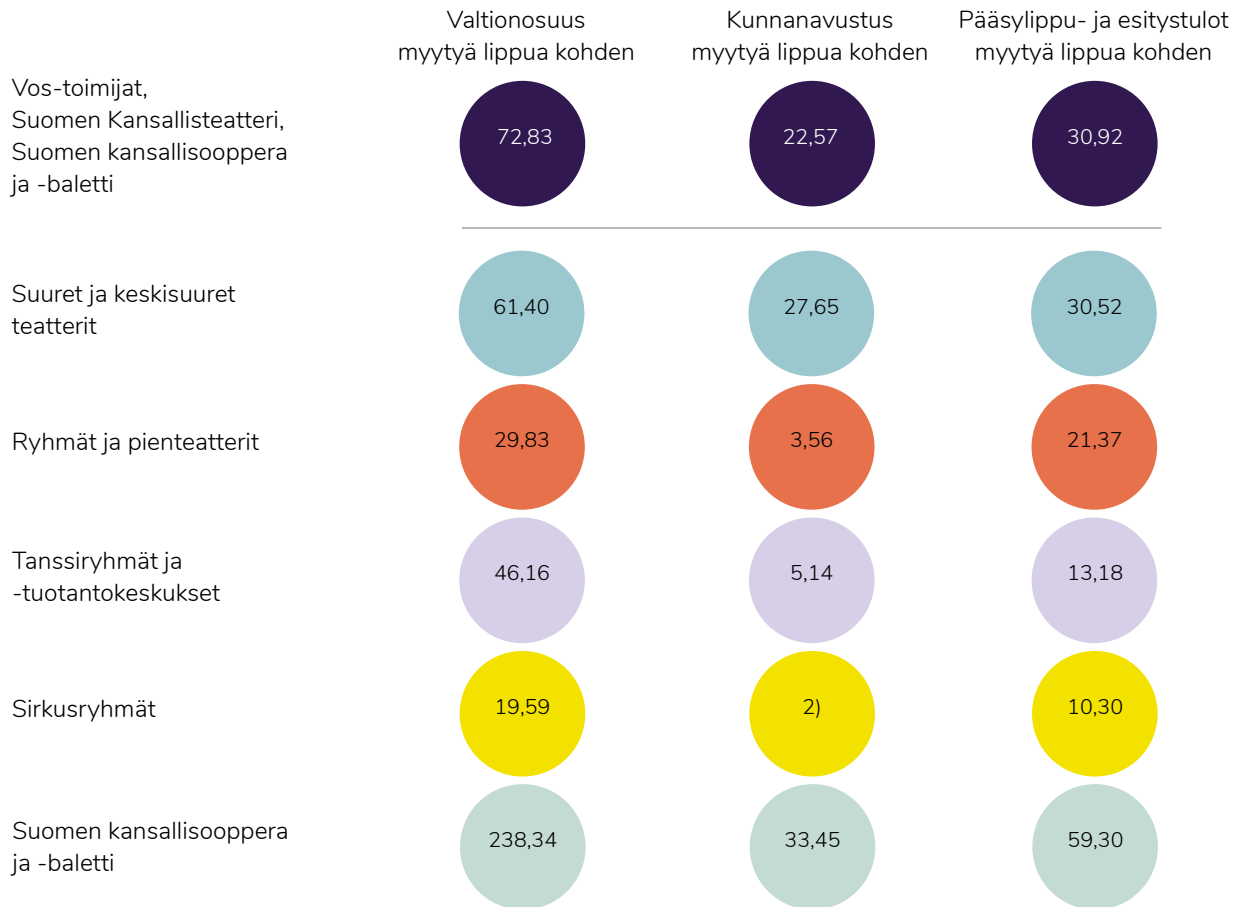 Valtionosuus
myytyä lippua kohden
Kunnanavustus
myytyä lippua kohden
Pääsylippu- ja esitystulot
myytyä lippua kohden
Vos-toimijat,
Suomen Kansallisteatteri,
Suomen kansallisooppera
ja -baletti
72,83
22,57
30,92
Suuret ja keskisuuret
teatterit
61,40
27,65
30,52
Ryhmät ja pienteatterit
29,83
3,56
21,37
Tanssiryhmät ja
-tuotantokeskukset
46,16
5,14
13,18
Sirkusryhmät
19,59
2)
10,30
Suomen kansallisooppera
ja -baletti
238,34
33,45
59,30